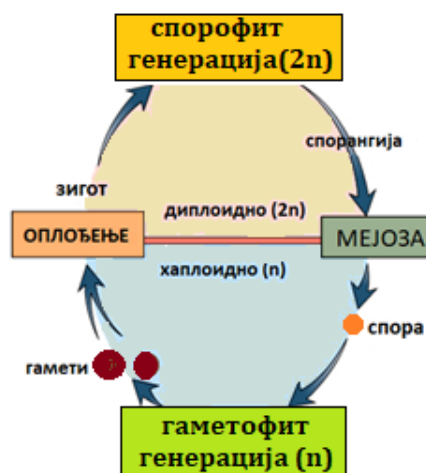 спорофит
генерација(2n)
спорангија
зигот
диплоидно (2n)
ОПЛОЂЕЊЕ
МЕЈОЗА
хаплоидно (n)
спора
гамети
гаметофит
генерација (n)